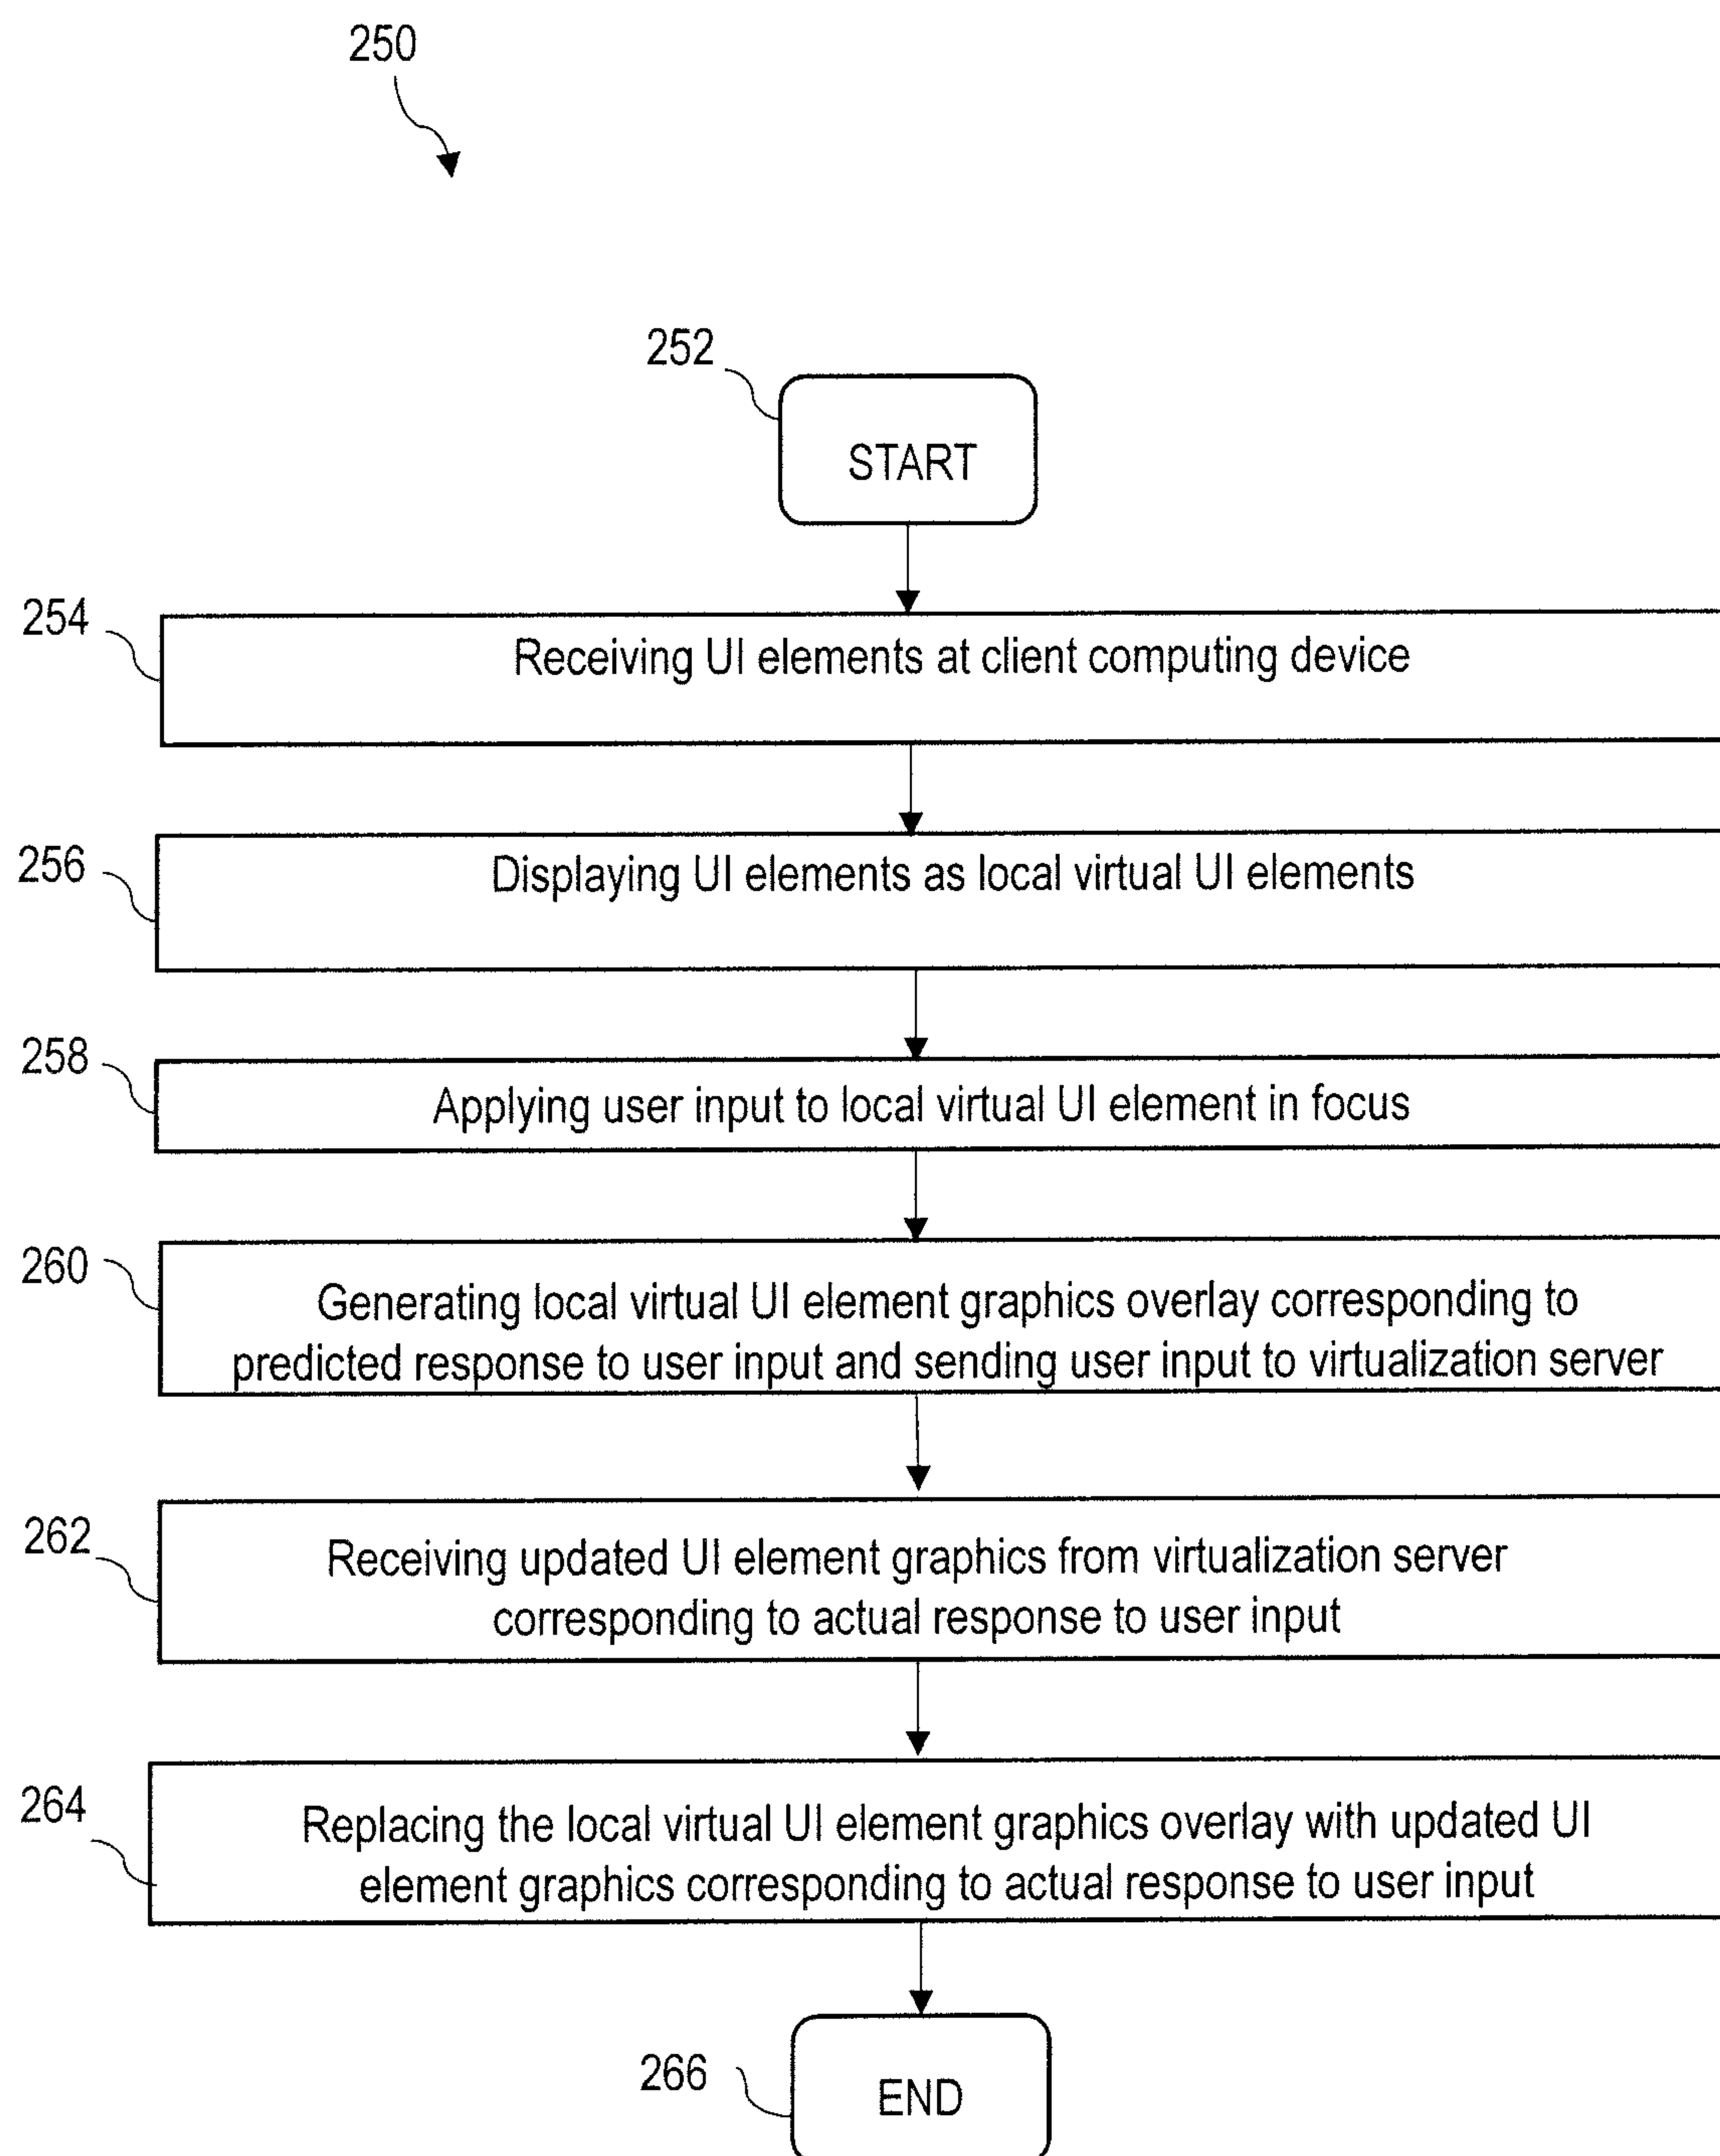 250
252
START
254
Receiving UI elements at client computing device
256
Displaying UI elements as local virtual UI elements
258
Applying user input to local virtual UI element in focus
260
Generating local virtual UI element graphics overlay corresponding to
predicted response to user input and sending user input to virtualization server
262
Receiving updated UI element graphics from virtualization server
corresponding to actual response to user input
264
Replacing the local virtual UI element graphics overlay with updated UI
element graphics corresponding to actual response to user input
266
END